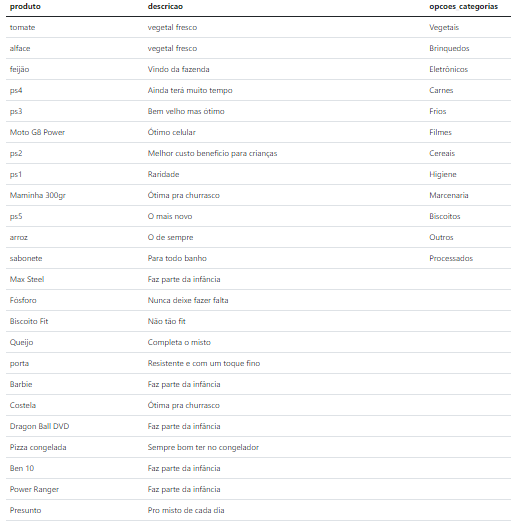 produto descricao opcoes_categorias
tomate vegetal fresco Vegetais
alface vegetal fresco Brinquedos
feijão Vindo da fazenda Eletrônicos
ps4 Ainda terá muito tempo Carnes
ps3 Bem velho mas ótimo Frios
Moto G8 Power Ótimo celular Filmes
ps2 Melhor custo benefício para crianças Cereais
ps1 Raridade Higiene
Maminha 300gr Ótima pra churrasco Marcenaria
ps5 O mais novo Biscoitos
arroz O de sempre Outros
sabonete Para todo banho Processados
Max Steel Faz parte da infância
Fósforo Nunca deixe fazer falta
Biscoito Fit Não tão fit
Queijo Completa o misto
porta Resistente e com um toque fino
Barbie Faz parte da infância
Costela Ótima pra churrasco
Dragon Ball DVD Faz parte da infância
Pizza congelada Sempre bom ter no congelador
Ben 10 Faz parte da infância
Power Ranger Faz parte da infância
Presunto Pro misto de cada dia